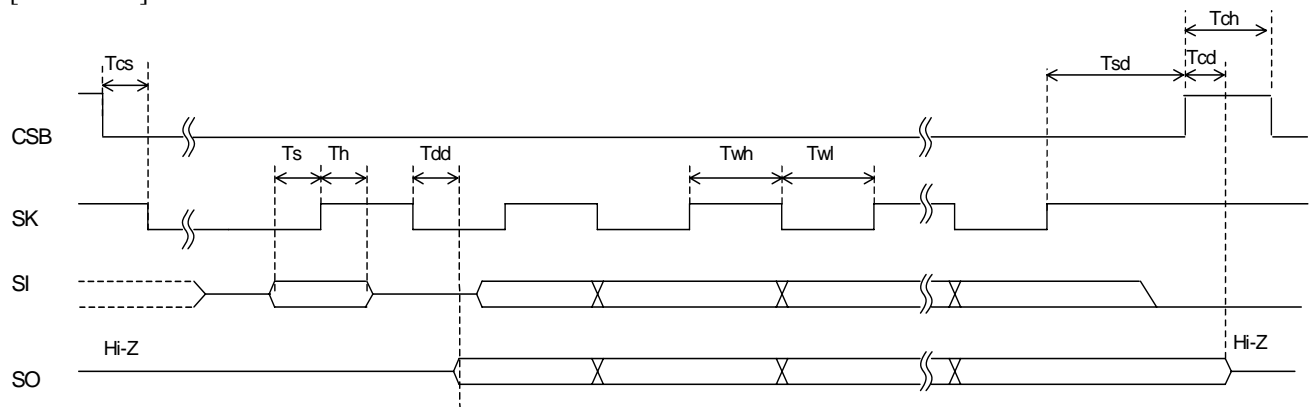 Tch
Tcs
Tsd
Tcd
CSB
Ts
Th
Tdd
Twh
Twl
SK
SI
Hi-Z
Hi-Z
SO